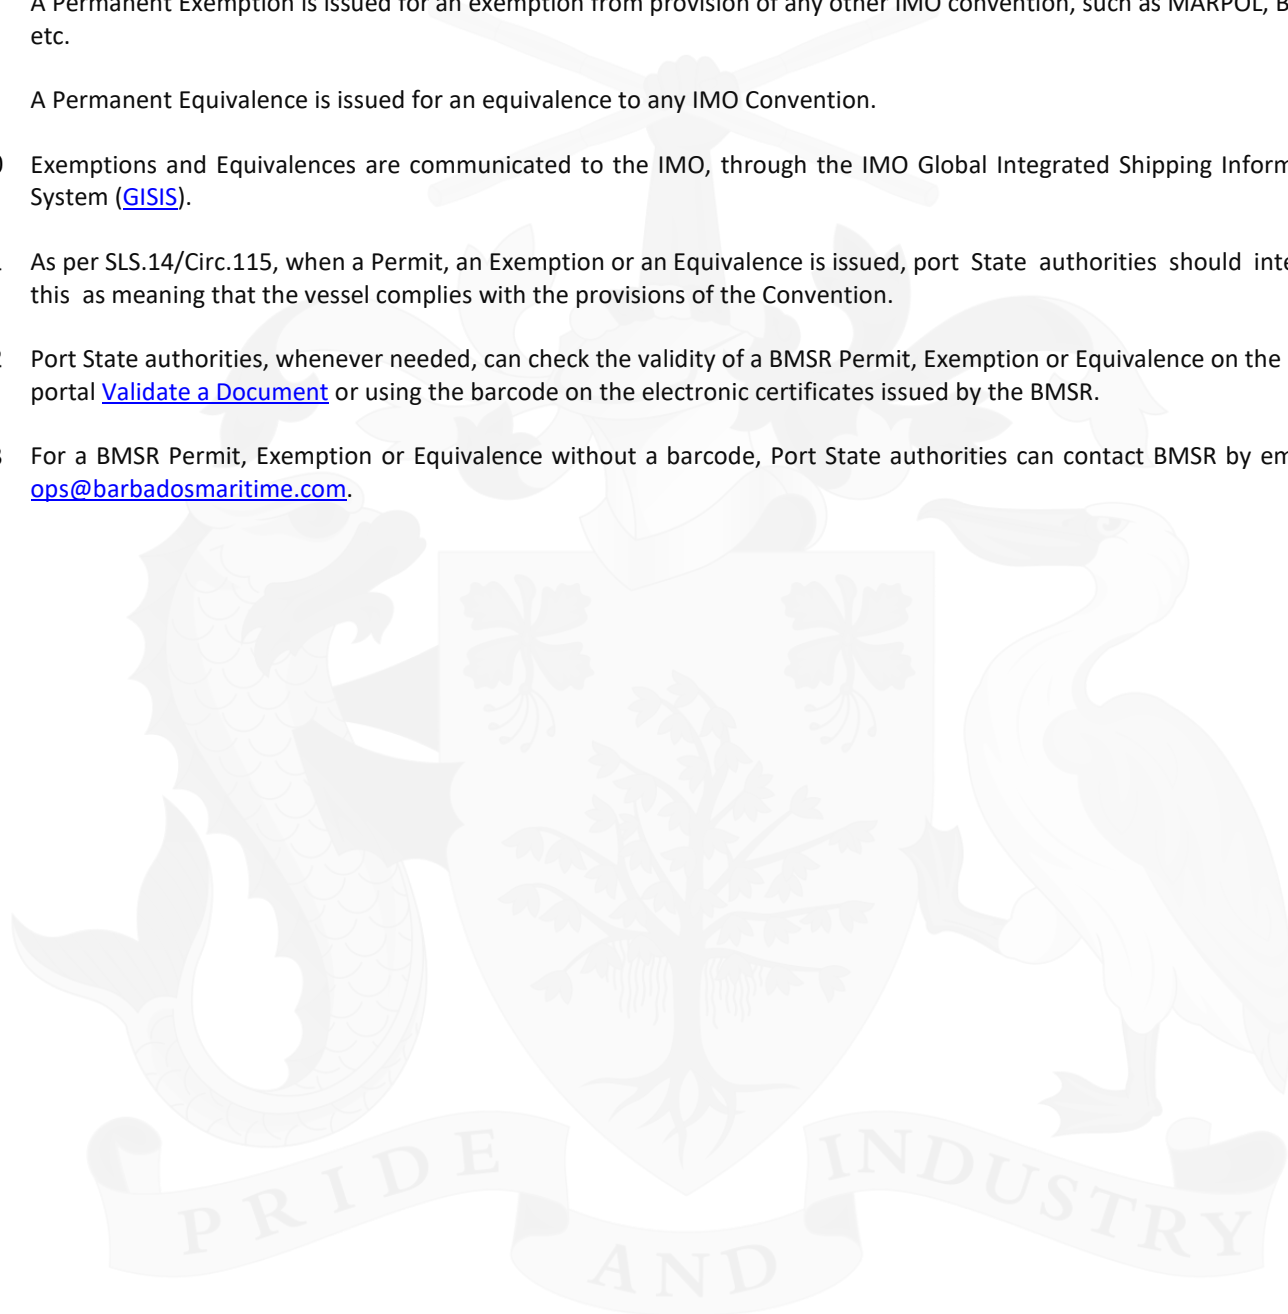 A Permanent Exemption is issued for an exemption from provision of any other IMO convention, such as MARPOL,
etc.
A Permanent Equivalence is issued for an equivalence to any IMO Convention.
Exemptions and Equivalences are communicated to the IMO, through the IMO Global Integrated Shipping Inform
System (GISIS).
As per SLS.14/Circ.115, when a Permit, an Exemption or an Equivalence is issued, port State authorities should inte
this as meaning that the vessel complies with the provisions of the Convention.
2 Port State authorities, whenever needed, can check the validity of a BMSR Permit, Exemption or Equivalence on the
portal Validate a Document or using the barcode on the electronic certificates issued by the BMSR.
3 For a BMSR Permit, Exemption or Equivalence without a barcode, Port State authorities can contact BMSR by em
ops@barbadosmaritime.com.
PRIDE AND INDUSTRY